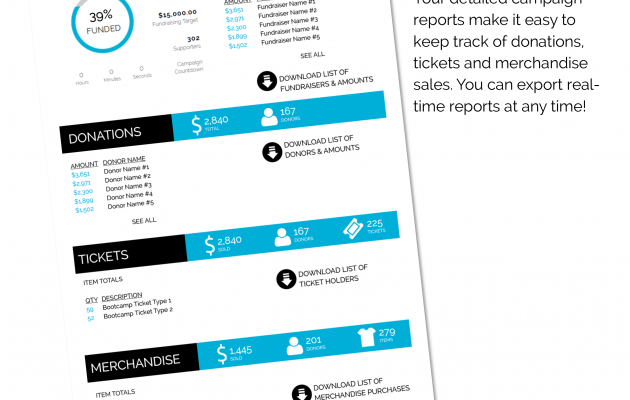 39%
FUNDED
$15,000.00
Fundraising Target
302
Supporters
0 0 0
Hours Minutes Seconds
Campaign
Countdown
AMOUNT
$3,651 Fundraiser Name #1
$2,971 Fundraiser Name #2
$2,300 Fundraiser Name #3
$1,899 Fundraiser Name #4
$1,502 Fundraiser Name #5
SEE ALL
DOWNLOAD LIST OF
FUNDRAISERS & AMOUNTS
Your detailed campaign
reports make it easy to
keep track of donations,
tickets and merchandise
sales. You can export real-
time reports at any time!
DONATIONS
$ 2,840
TOTAL
167
DONORS
DOWNLOAD LIST OF
DONORS & AMOUNTS
AMOUNT DONOR NAME
$3,651 Donor Name #1
$2,971 Donor Name #2
$2,300 Donor Name #3
$1,899 Donor Name #4
$1,502 Donor Name #5
SEE ALL
TICKETS
$ 2,840
SOLD
167
DONORS
225
TICKETS
ITEM TOTALS
DOWNLOAD LIST OF
TICKET HOLDERS
QTY DESCRIPTION
59 Bootcamp Ticket Type 1
52 Bootcamp Ticket Type 2
MERCHANDISE
$ 1,445
SOLD
201
DONORS
279
ITEMS
ITEM TOTALS
DOWNLOAD LIST OF
MERCHANDISE PURCHASES